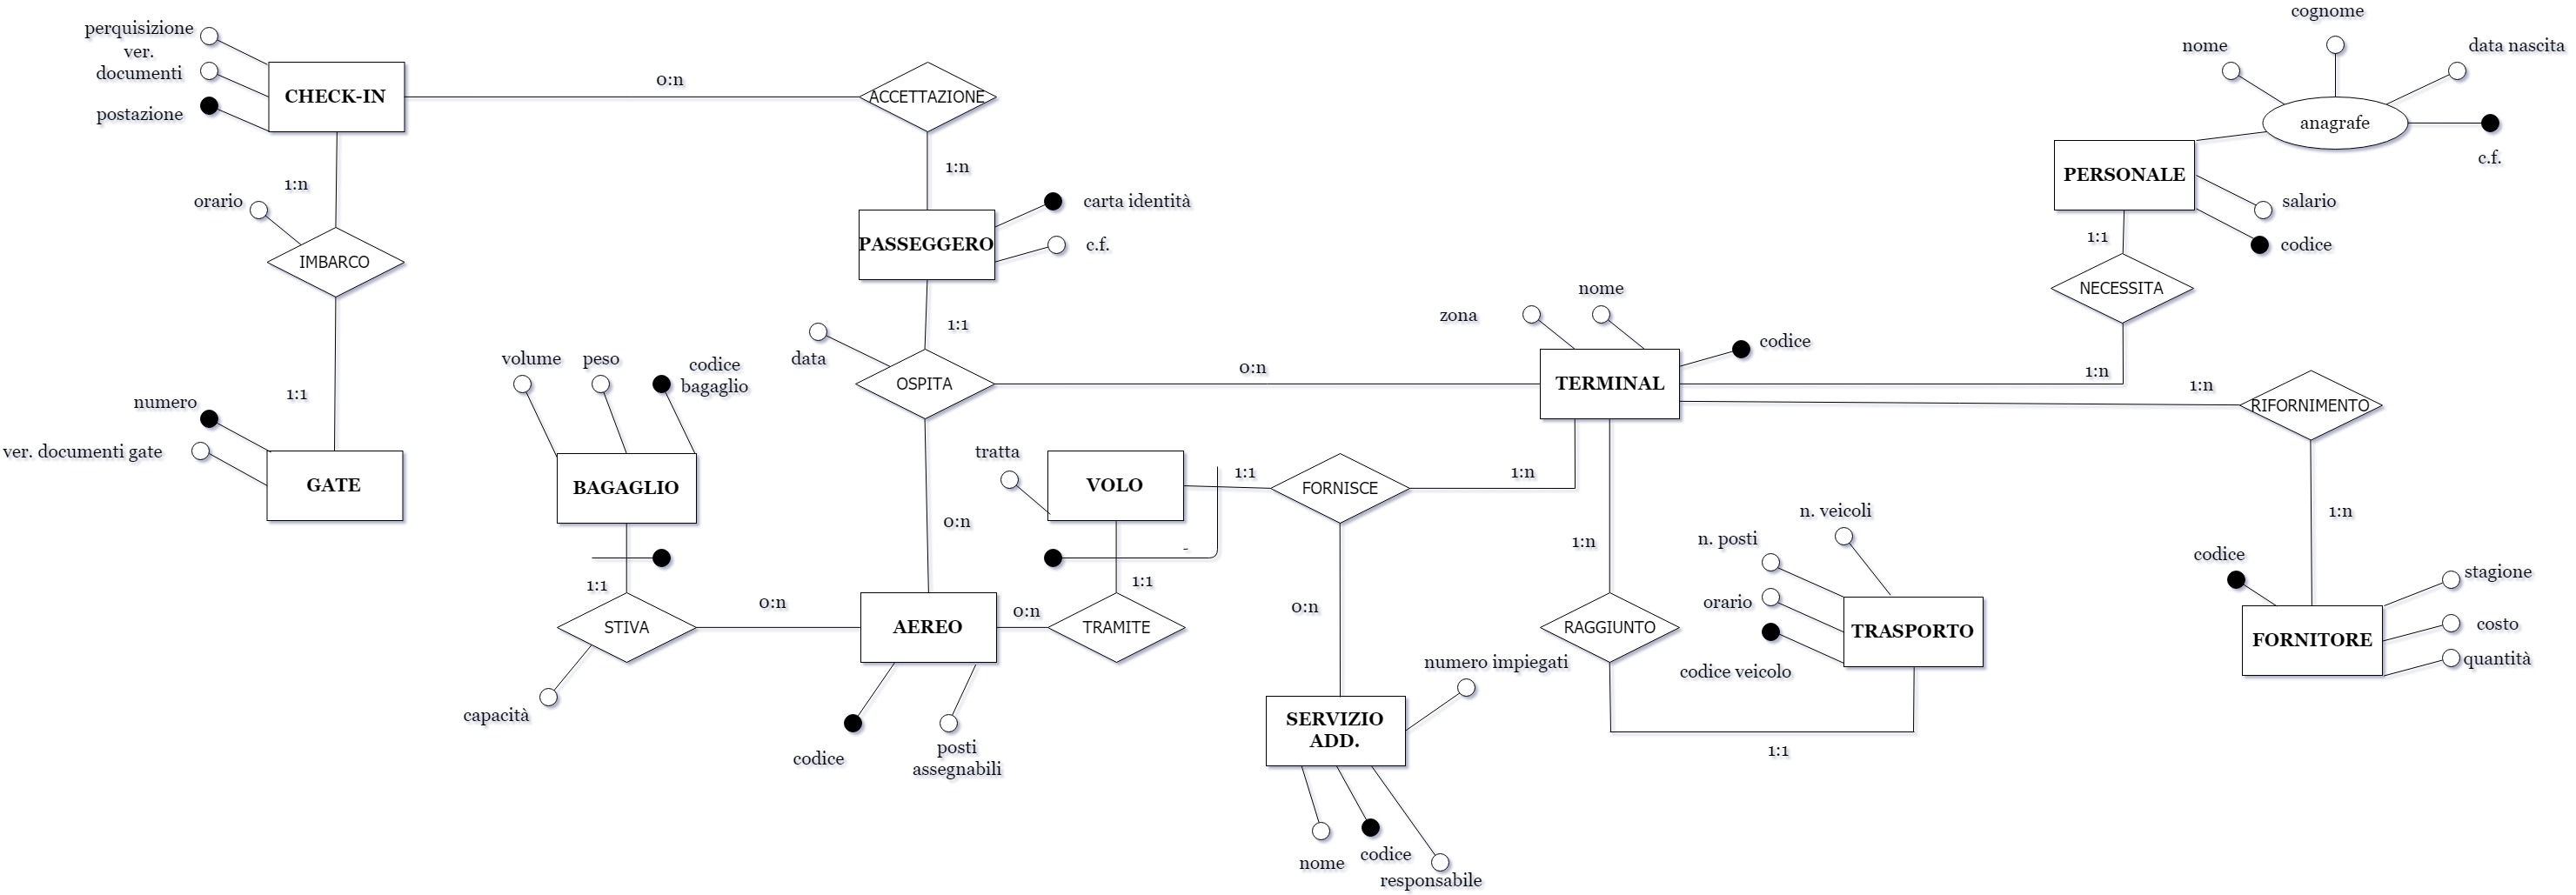 cognome
perquisizione
ver.
documenti
nome
data nascita
0:n
CHECK-IN
ACCETTAZIONE
postazione
anagrafe
c.f.
1:n
1:n
PERSONALE
orario
carta identità
salario
PASSEGGERO
c.f.
1:1
codice
IMBARCO
NECESSITA
nome
zona
1:1
codice
volume
peso
codice
bagaglio
data
0:n
OSPITA
TERMINAL
1:n
1:n
1:1
numero
RIFORNIMENTO
ver. documenti gate
tratta
1:1
1:n
GATE
BAGAGLIO
VOLO
FORNISCE
0:n
n. veicoli
1:n
n. posti
1:n
-
codice
stagione
1:1
1:1
0:n
0:n
0:n
orario
STIVA
AEREO
TRAMITE
RAGGIUNTO
TRASPORTO
costo
FORNITORE
numero impiegati
codice veicolo
quantità
capacità
SERVIZIO
ADD.
codice
posti
assegnabili
1:1
nome
codice
responsabile